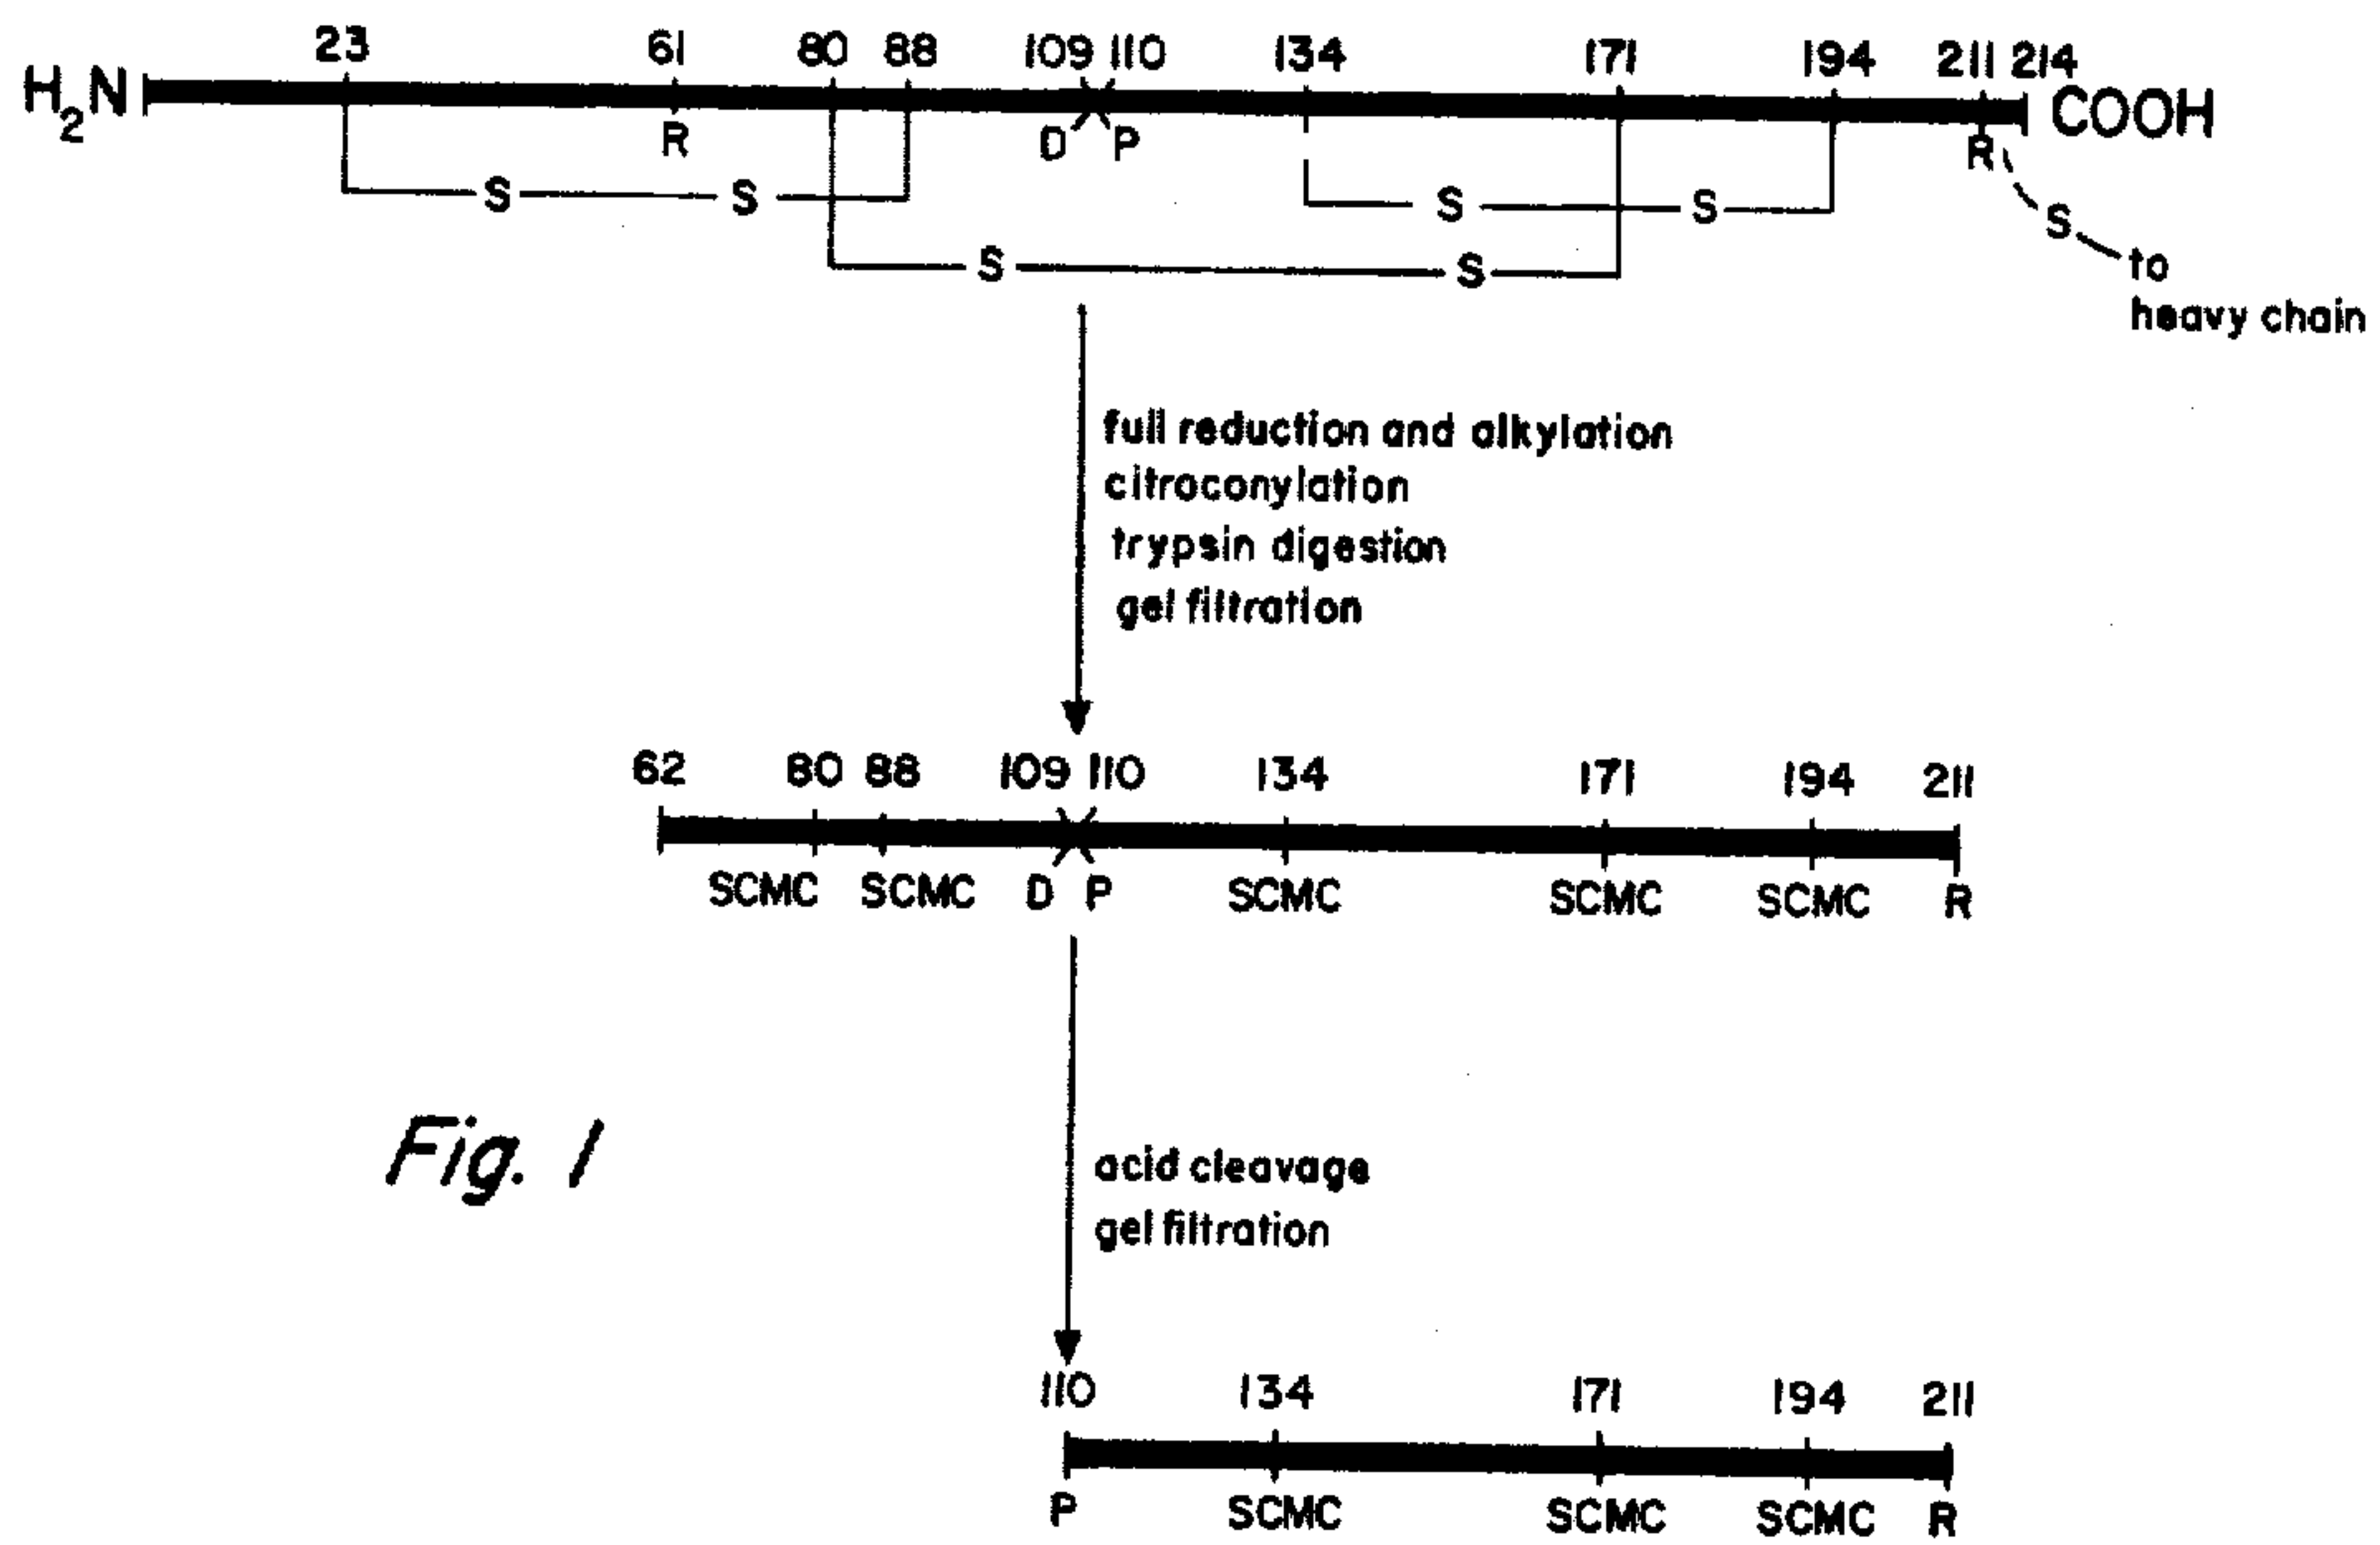 23 61 80 88 109 110 134 171 194 211 214
H2N COOH
R D P R
S S S S S
S S to
heavy chain
full reduction and alkylation
citraconylation
trypsin digestion
gel filtration
62 80 88 109 110 134 171 194 211
SCMC SCMC D P SCMC SCMC SCMC R
Fig. 1
acid cleavage
gel filtration
110 134 171 194 211
P SCMC SCMC SCMC R